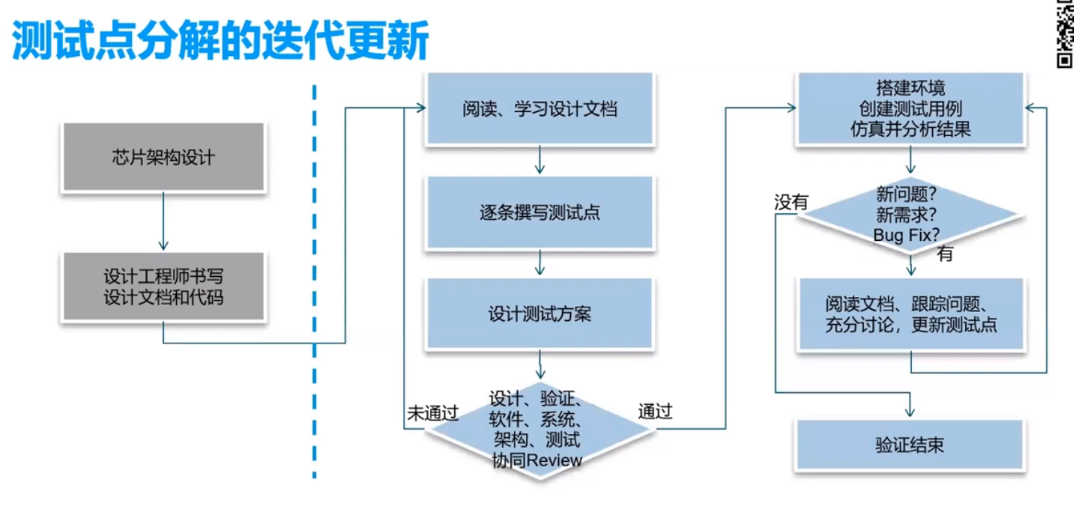 测试点分解的迭代更新
芯片架构设计
设计工程师书写
设计文档和代码
阅读、学习设计文档
逐条撰写测试点
设计测试方案
设计、验证、
软件、系统、
架构、测试
协同Review
未通过
通过
搭建环境
创建测试用例
仿真并分析结果
新问题?
新需求?
Bug Fix?
没有
有
阅读文档、跟踪问题、
充分讨论，更新测试点
验证结束